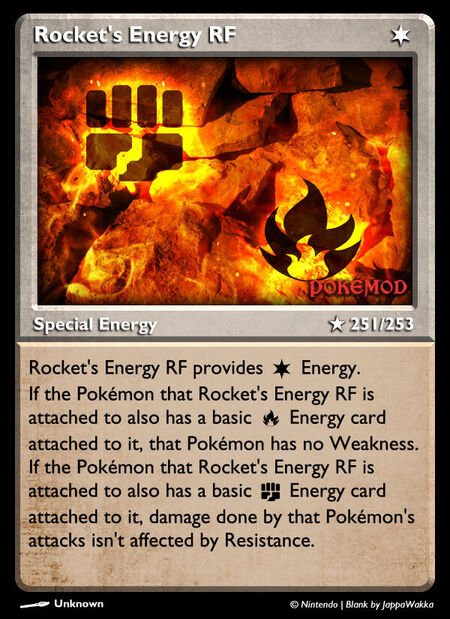 Rocket's Energy RF
POKÉMOD
Special Energy
★ 251/253
Rocket's Energy RF provides Energy.
If the Pokémon that Rocket's Energy RF is
attached to also has a basic Energy card
attached to it, that Pokémon has no Weakness.
If the Pokémon that Rocket's Energy RF is
attached to also has a basic Energy card
attached to it, damage done by that Pokémon's
attacks isn't affected by Resistance.
Unknown
© Nintendo | Blank by JappaWakka